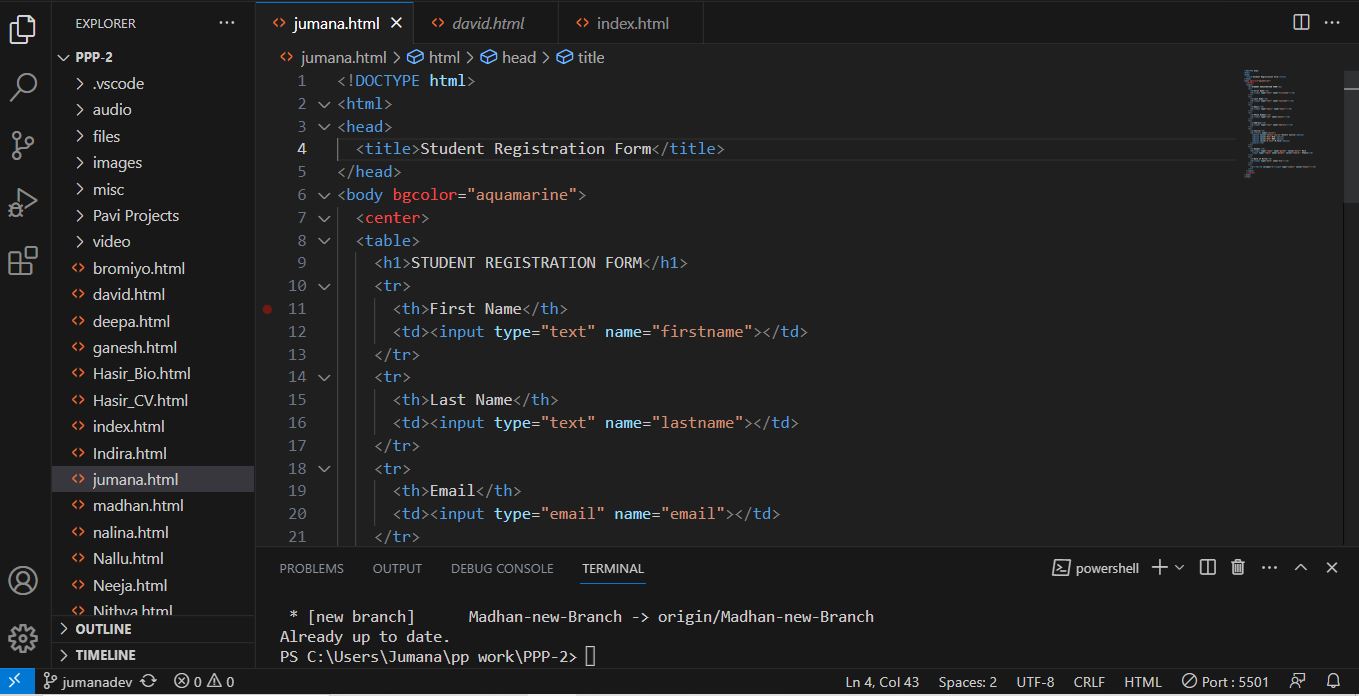 EXPLORER
PPP-2
.vscode
audio
files
images
misc
Pavi Projects
video
bromiyo.html
david.html
deepa.html
ganesh.html
Hasir_Bio.html
Hasir_CV.html
index.html
Indira.html
jumana.html
madhan.html
nalina.html
Nallu.html
Neeja.html
Nithya.html
OUTLINE
TIMELINE
jumana.html david.html index.html
jumana.html > html > head > title
1 <!DOCTYPE html>
2 <html>
3 <head>
4 <title>Student Registration Form</title>
5 </head>
6 <body bgcolor="aquamarine">
7 <center>
8 <table>
9 <h1>STUDENT REGISTRATION FORM</h1>
10 <tr>
11 <th>First Name</th>
12 <td><input type="text" name="firstname"></td>
13 </tr>
14 <tr>
15 <th>Last Name</th>
16 <td><input type="text" name="lastname"></td>
17 </tr>
18 <tr>
19 <th>Email</th>
20 <td><input type="email" name="email"></td>
21 </tr>
PROBLEMS OUTPUT DEBUG CONSOLE TERMINAL powershell
* [new branch] Madhan-new-Branch -> origin/Madhan-new-Branch
Already up to date.
PS C:\Users\Jumana\pp work\PPP-2>
jumanadev 0 0 Ln 4, Col 43 Spaces: 2 UTF-8 CRLF HTML Port : 5501